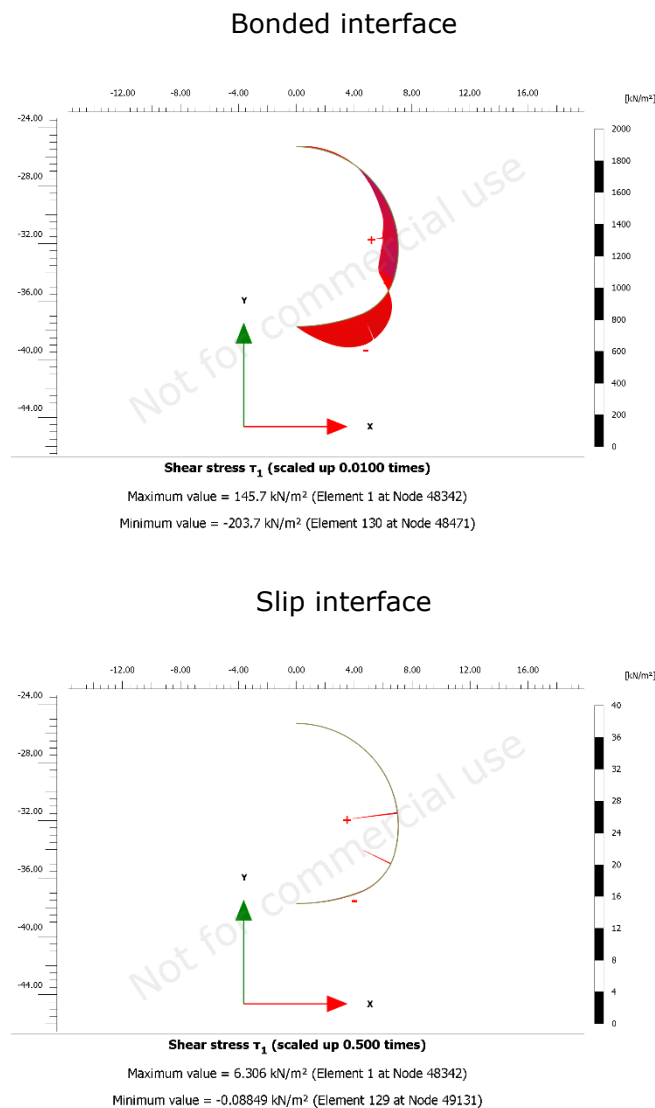 Bonded interface
-12.00 -8.00 -4.00 0.00 4.00 8.00 12.00 16.00
[kN/m²]
-24.00
-28.00
-32.00
-36.00
-40.00
-44.00
2000
1800
1600
1400
1200
1000
800
600
400
200
0
+
-
Y
X
Not for commercial use
Shear stress τ1 (scaled up 0.0100 times)
Maximum value = 145.7 kN/m² (Element 1 at Node 48342)
Minimum value = -203.7 kN/m² (Element 130 at Node 48471)
Slip interface
-12.00 -8.00 -4.00 0.00 4.00 8.00 12.00 16.00
[kN/m²]
-24.00
-28.00
-32.00
-36.00
-40.00
-44.00
40
36
32
28
24
20
16
12
8
4
0
+
-
Y
X
Not for commercial use
Shear stress τ1 (scaled up 0.500 times)
Maximum value = 6.306 kN/m² (Element 1 at Node 48342)
Minimum value = -0.08849 kN/m² (Element 129 at Node 49131)